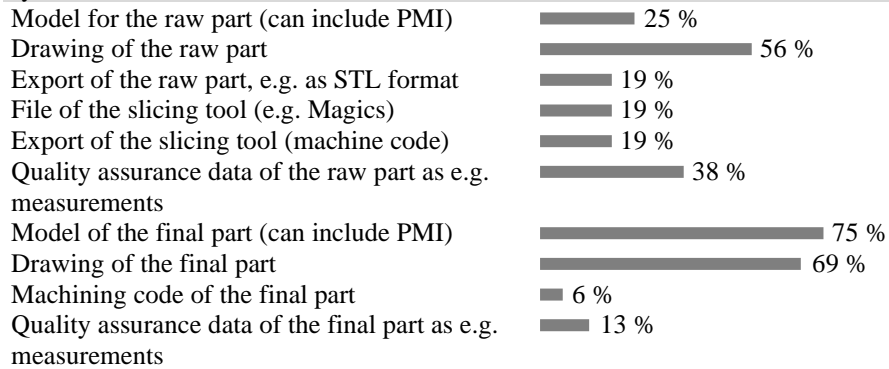 Model for the raw part (can include PMI) 25 %
Drawing of the raw part 56 %
Export of the raw part, e.g. as STL format 19 %
File of the slicing tool (e.g. Magics) 19 %
Export of the slicing tool (machine code) 19 %
Quality assurance data of the raw part as e.g. 38 %
measurements
Model of the final part (can include PMI) 75 %
Drawing of the final part 69 %
Machining code of the final part 6 %
Quality assurance data of the final part as e.g. 13 %
measurements